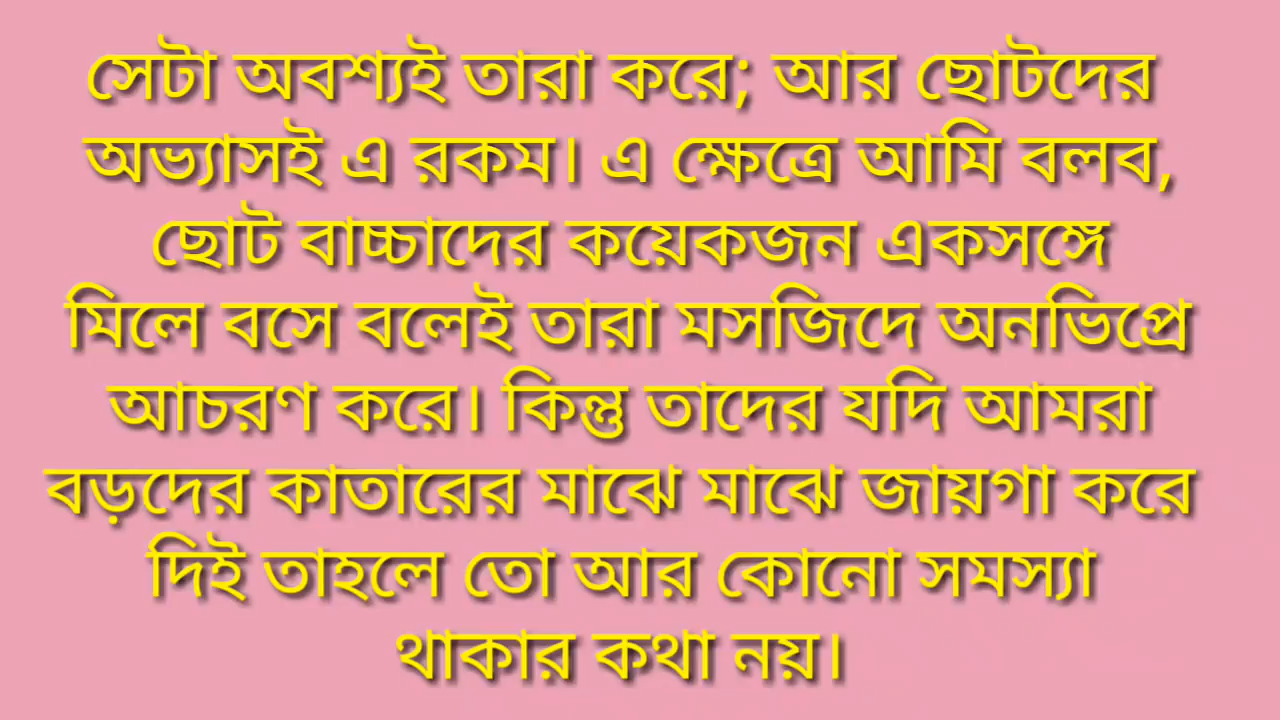 সেটা অবশ্যই তারা করে; আর ছোটদের
অভ্যাসই এ রকম। এ ক্ষেত্রে আমি বলব,
ছোট বাচ্চাদের কয়েকজন একসঙ্গে
মিলে বসে বলেই তারা মসজিদে অনভিপ্রে
আচরণ করে। কিন্তু তাদের যদি আমরা
বড়দের কাতারের মাঝে মাঝে জায়গা করে
দিই তাহলে তো আর কোনো সমস্যা
থাকার কথা নয়।